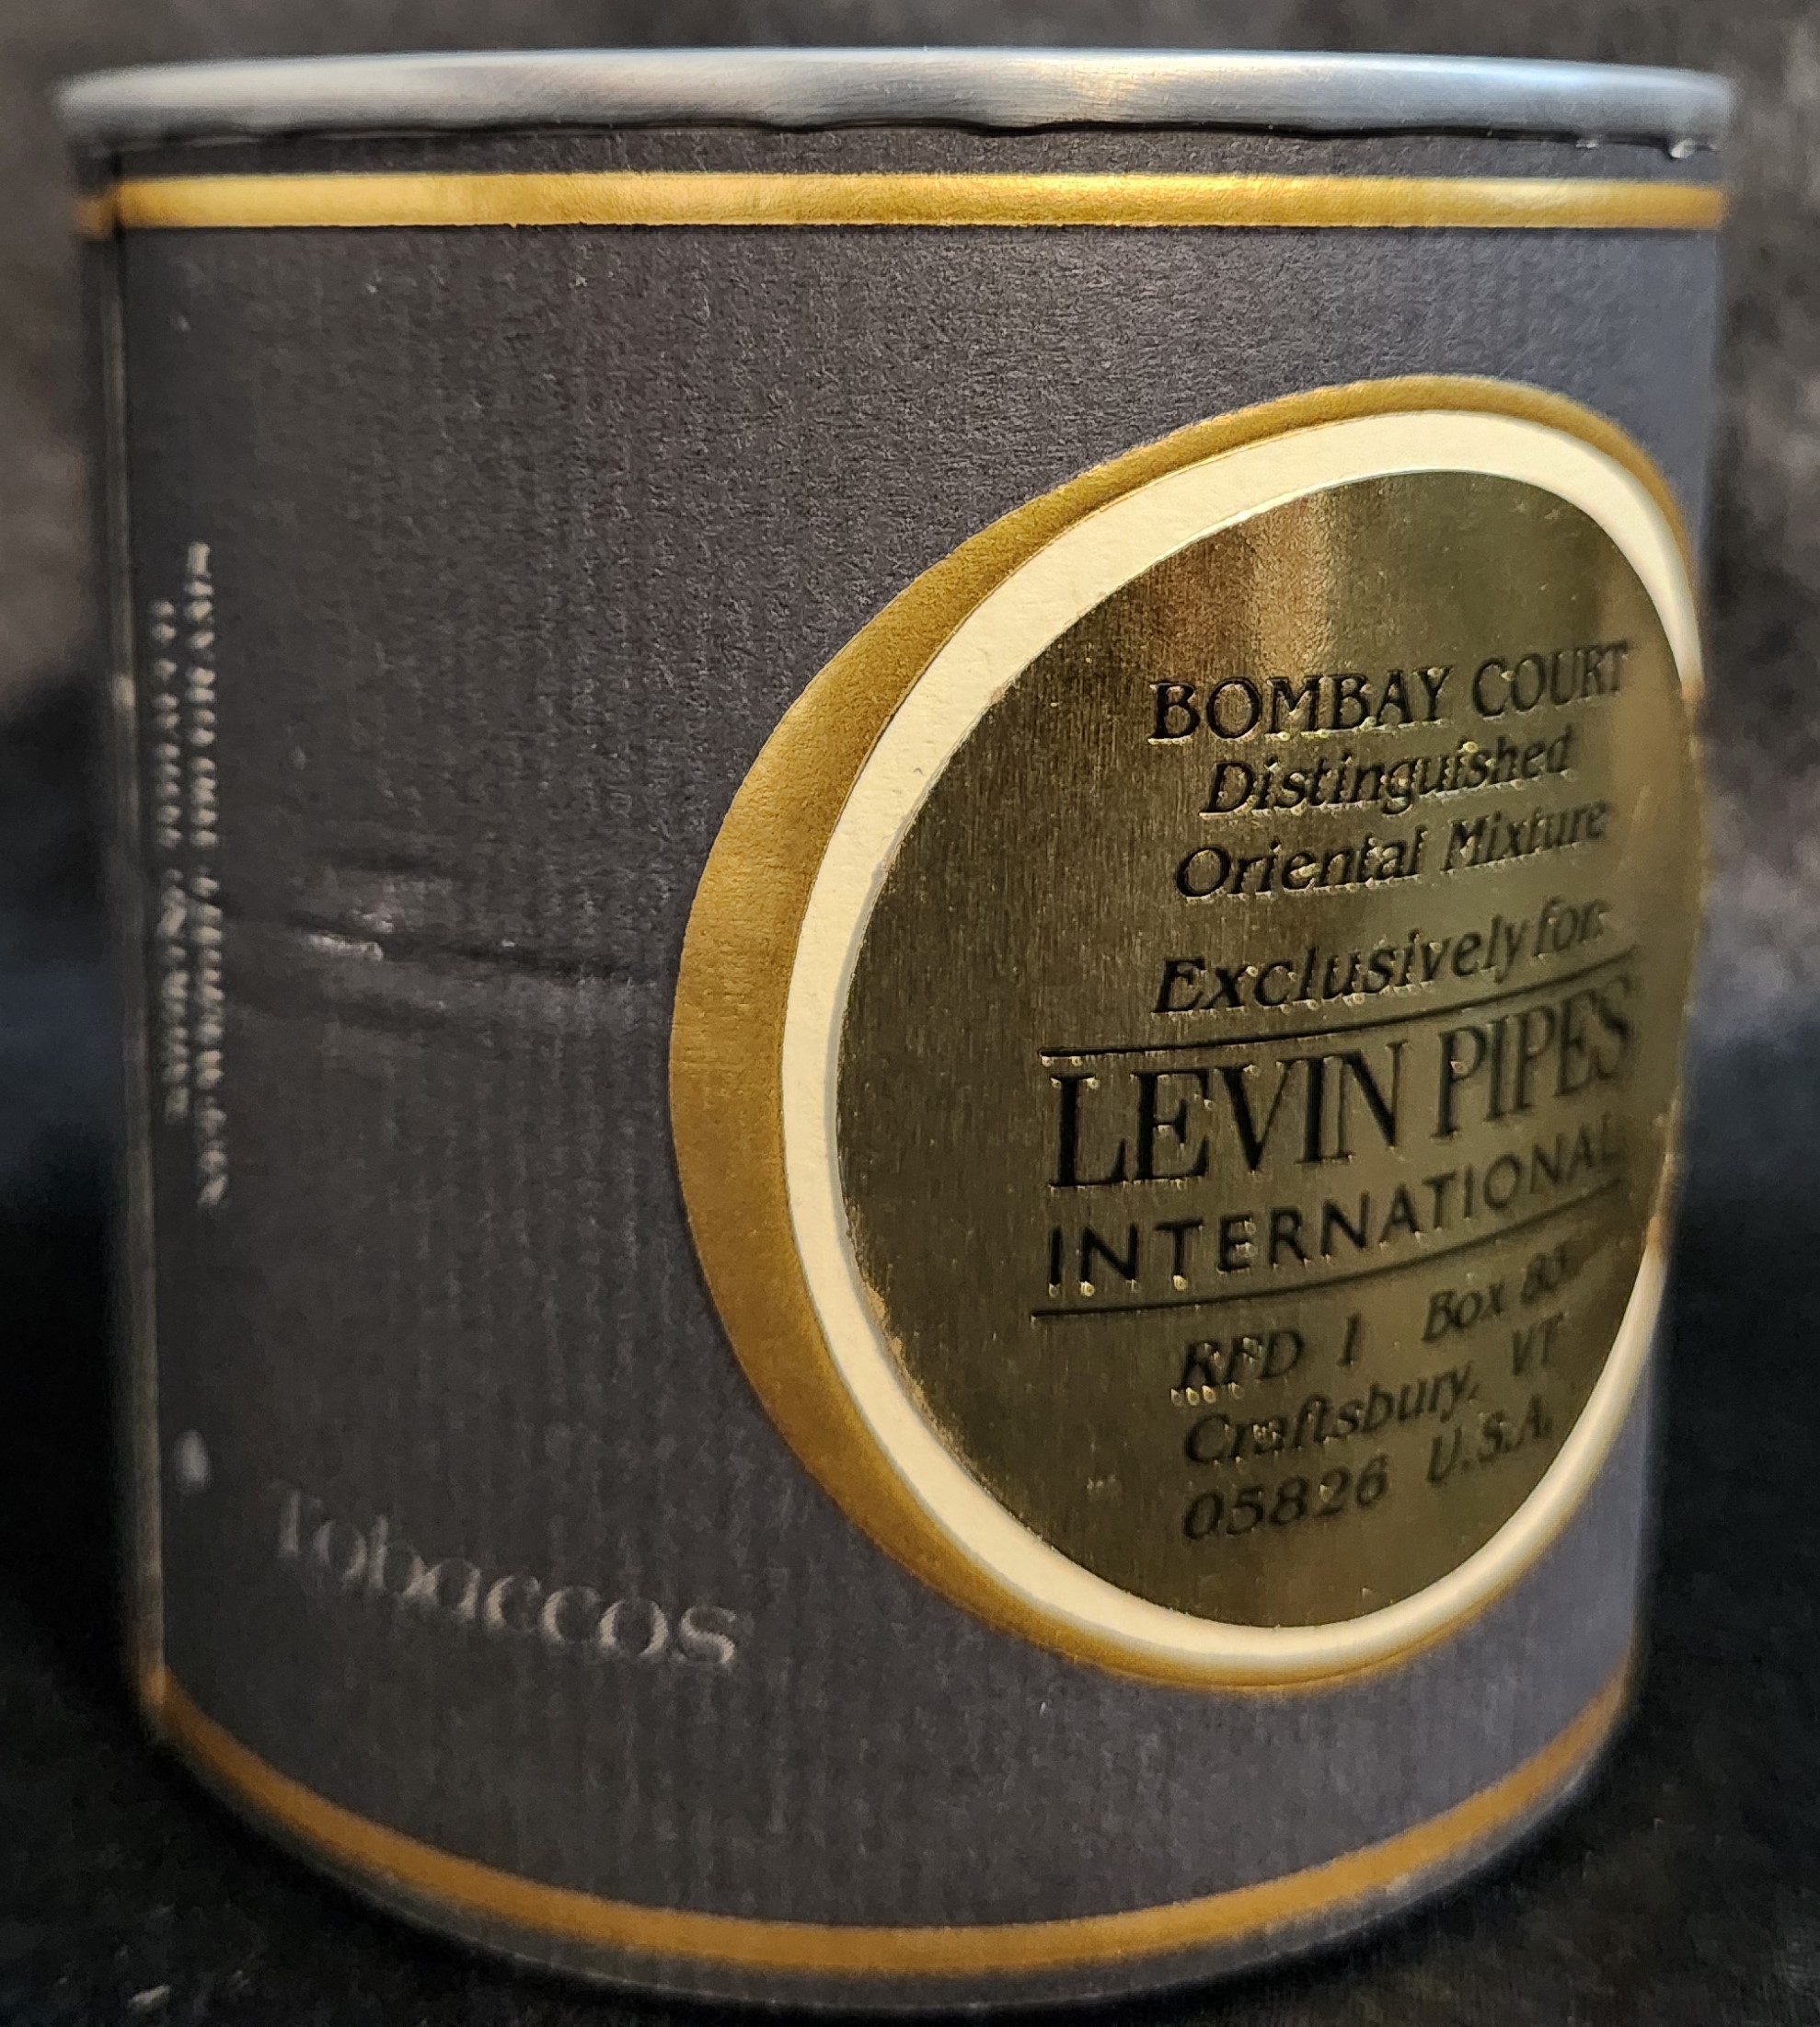 BOMBAY COURT
Distinguished
Oriental Mixture
Exclusively for:
LEVIN PIPES
INTERNATIONAL
RFD 1 Box
Craftsbury, VT
05826 U.S.A.
Tobaccos